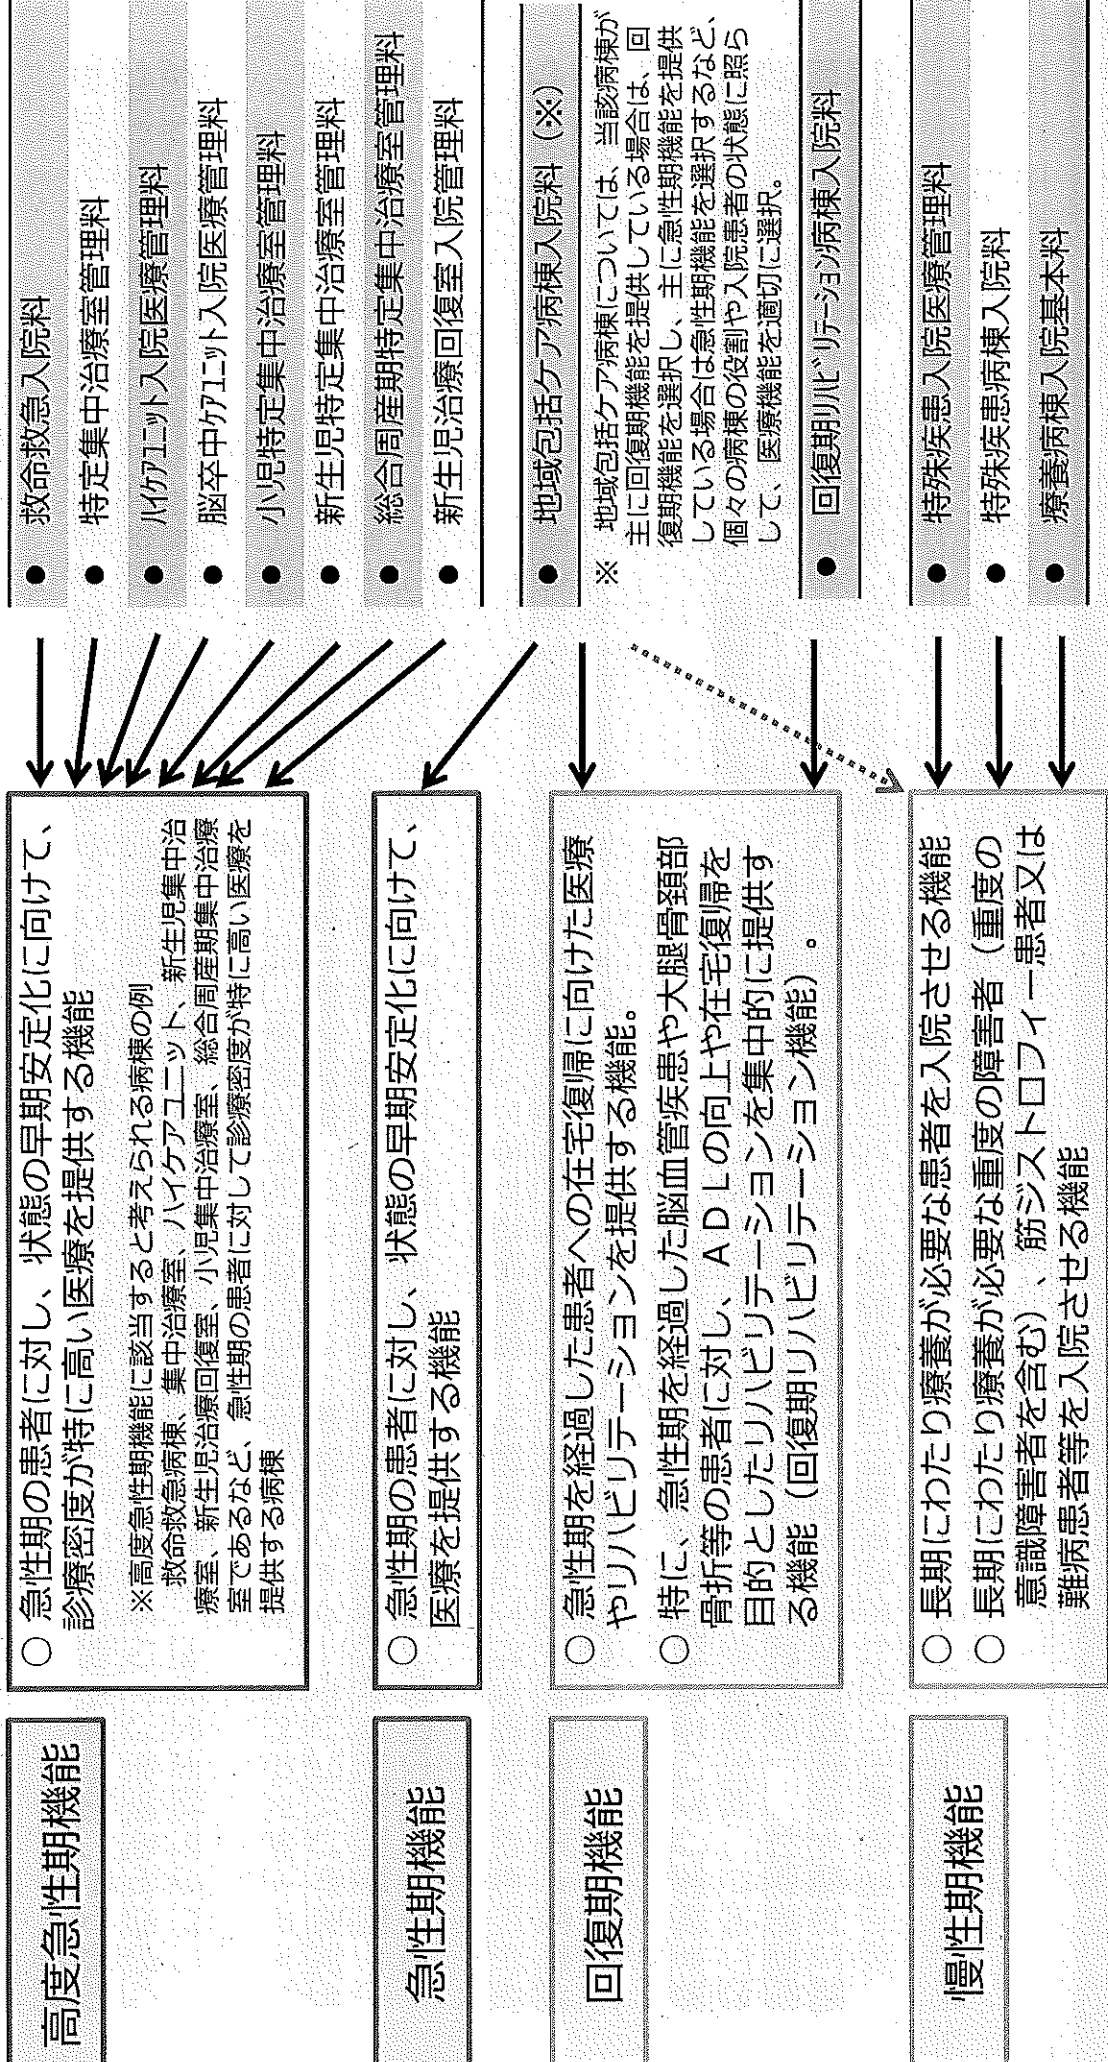 高度急性期機能
○ 急性期の患者に対し、状態の早期安定化に向けて、
診療密度が特に高い医療を提供する機能
※高度急性期機能に該当すると考えられる病棟の例
救命救急病棟、集中治療室、ハイケアユニット、新生児集中治
療室、新生児治療回復室、小児集中治療室、総合周産期集中治療
室であるなど、急性期の患者に対して診療密度が特に高い医療を
提供する病棟
● 救命救急入院料
● 特定集中治療室管理料
● ハイケアユニット入院医療管理料
● 脳卒中ケアユニット入院医療管理料
● 小児特定集中治療室管理料
● 新生児特定集中治療室管理料
● 総合周産期特定集中治療室管理料
● 新生児治療回復室入院管理料
急性期機能
○ 急性期の患者に対し、状態の早期安定化に向けて、
医療を提供する機能
回復期機能
○ 急性期を経過した患者への在宅復帰に向けた医療
やリハビリテーションを提供する機能。
○ 特に、急性期を経過した脳血管疾患や大腿骨頚部
骨折等の患者に対し、ＡＤＬの向上や在宅復帰を
目的としたリハビリテーションを集中的に提供す
る機能（回復期リハビリテーション機能）。
● 地域包括ケア病棟入院料（※）
※ 地域包括ケア病棟については、当該病棟が
主に回復期機能を提供している場合は、回
復期機能を選択し、主に急性期機能を提供
している場合は急性期機能を選択するなど、
個々の病棟の役割や入院患者の状態に照ら
して、医療機能を適切に選択。
● 回復期リハビリテーション病棟入院料
慢性期機能
○ 長期にわたり療養が必要な患者を入院させる機能
○ 長期にわたり療養が必要な重度の障害者（重度の
意識障害者を含む）、筋ジストロフィー患者又は
難病患者等を入院させる機能
● 特殊疾患入院医療管理料
● 特殊疾患病棟入院料
● 療養病棟入院基本料